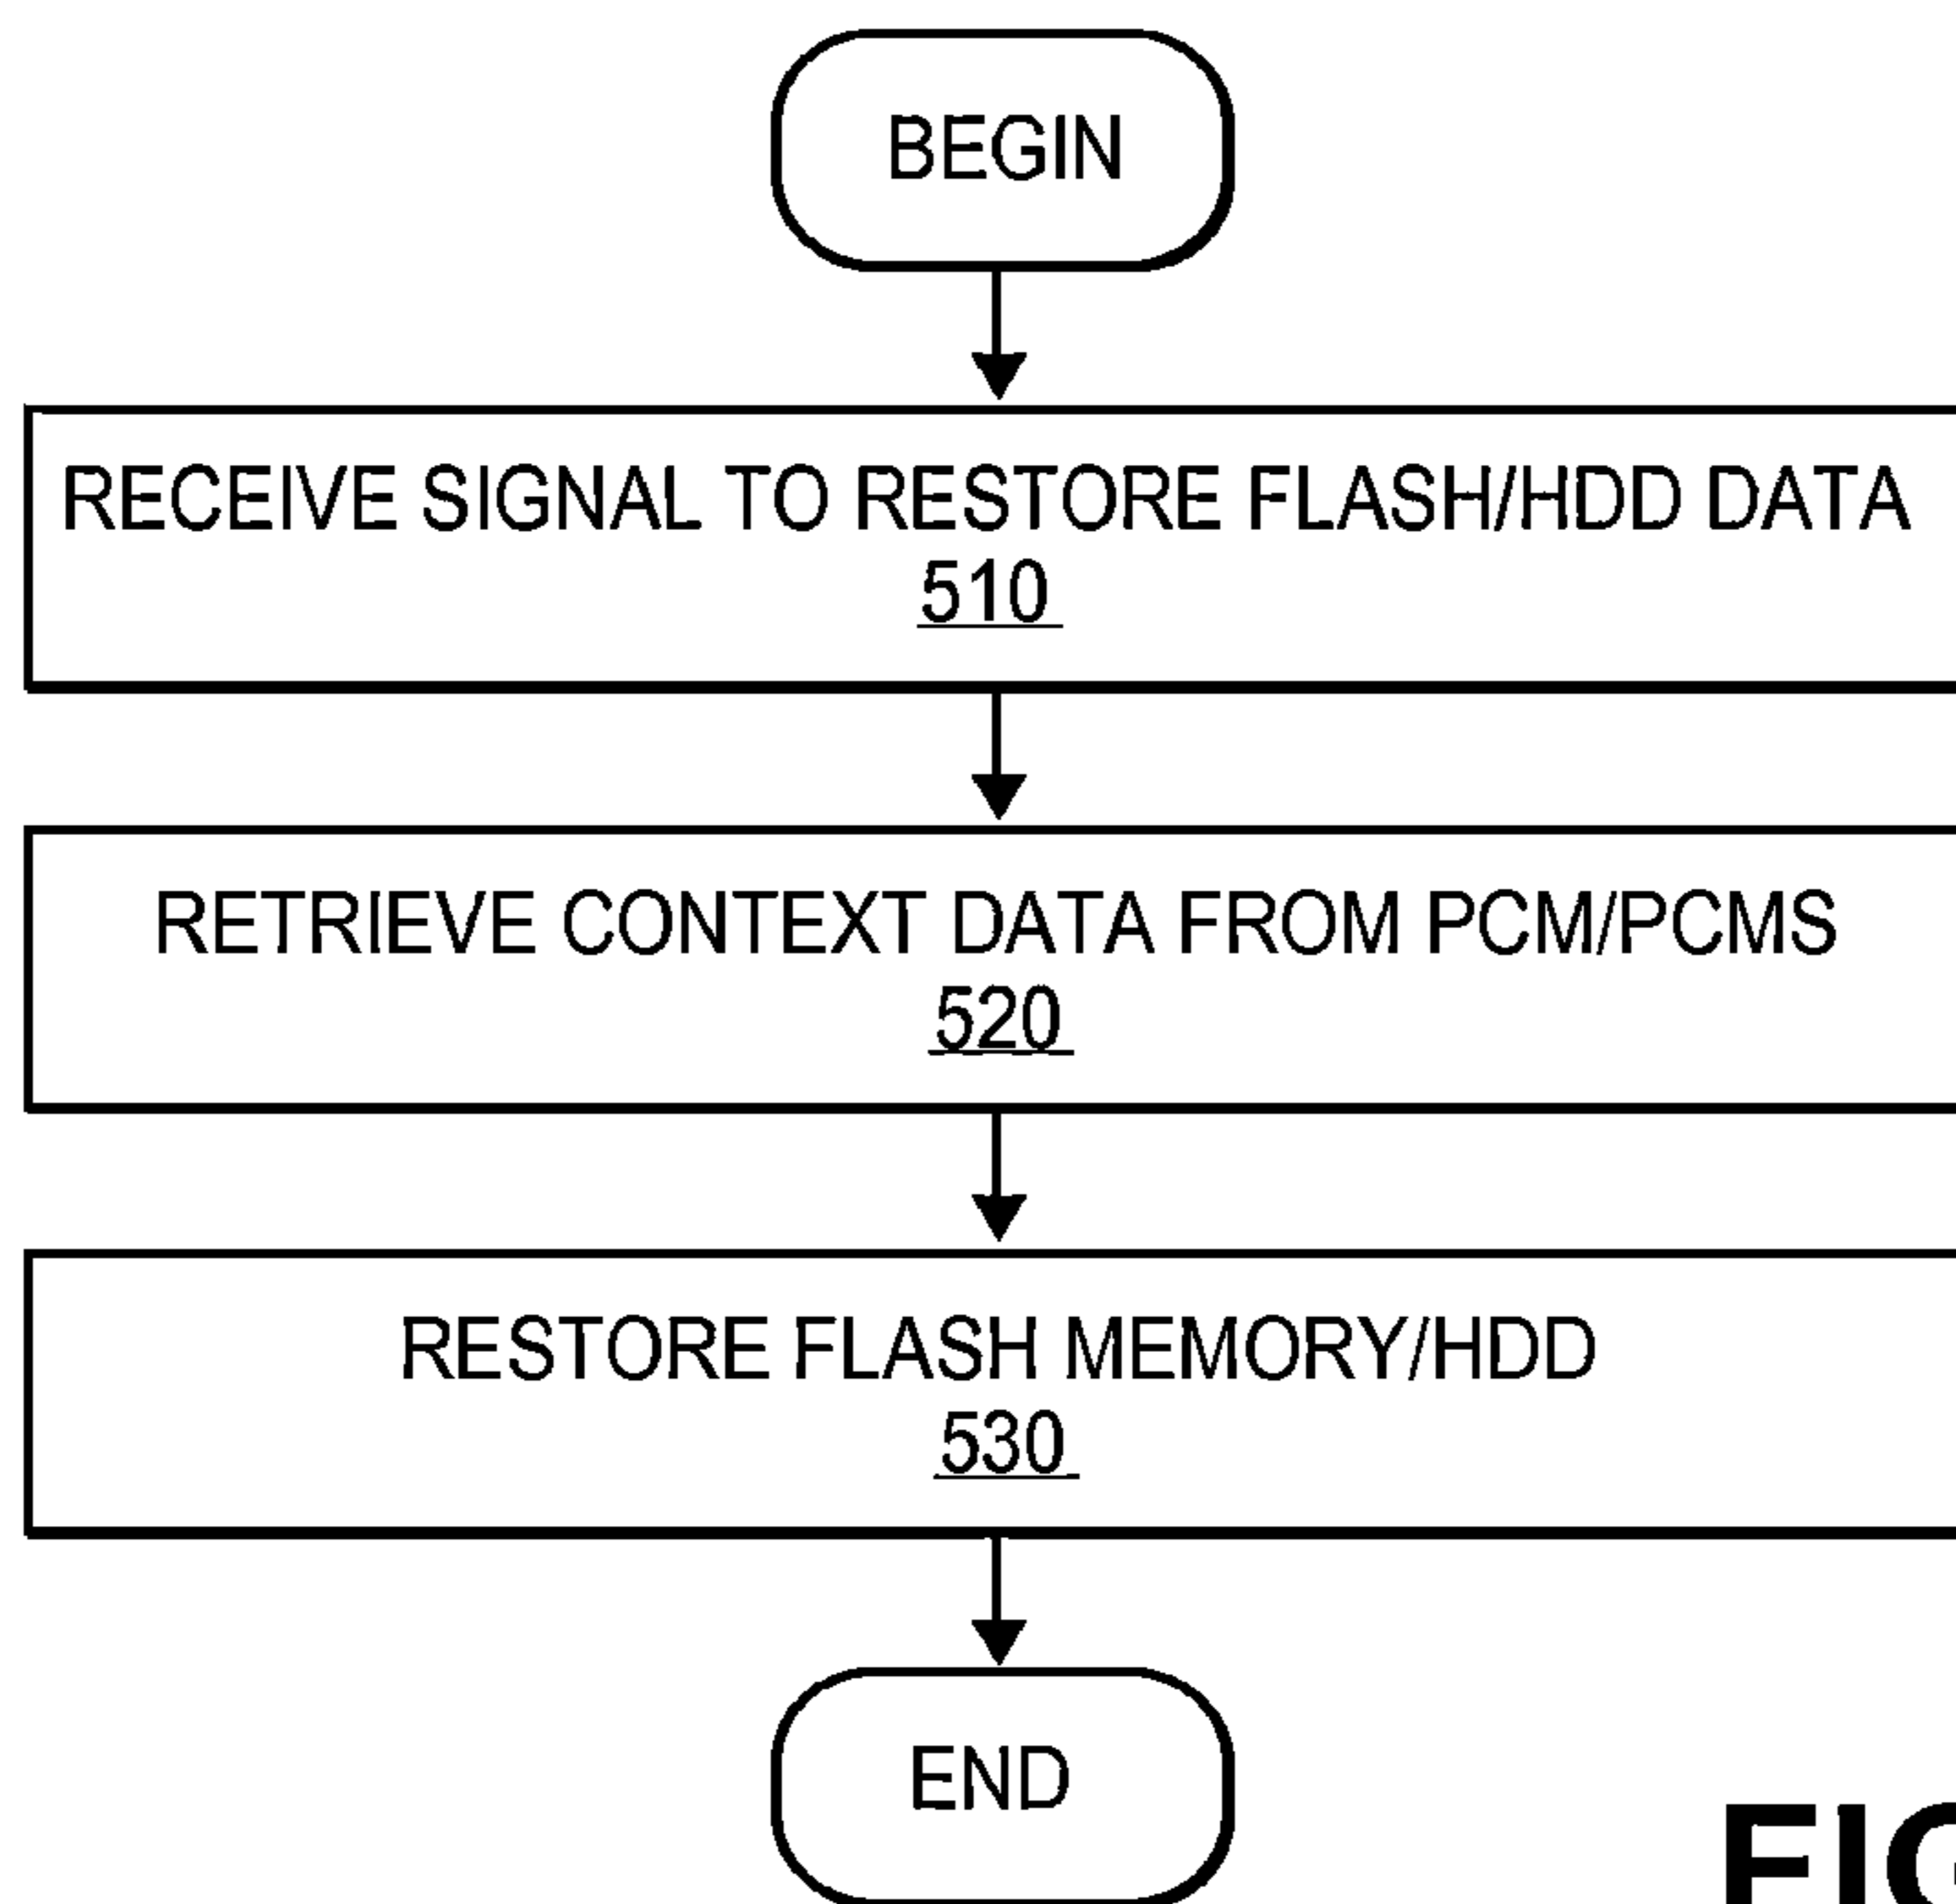 BEGIN
RECEIVE SIGNAL TO RESTORE FLASH/HDD DATA
510
RETRIEVE CONTEXT DATA FROM PCM/PCMS
520
RESTORE FLASH MEMORY/HDD
530
END